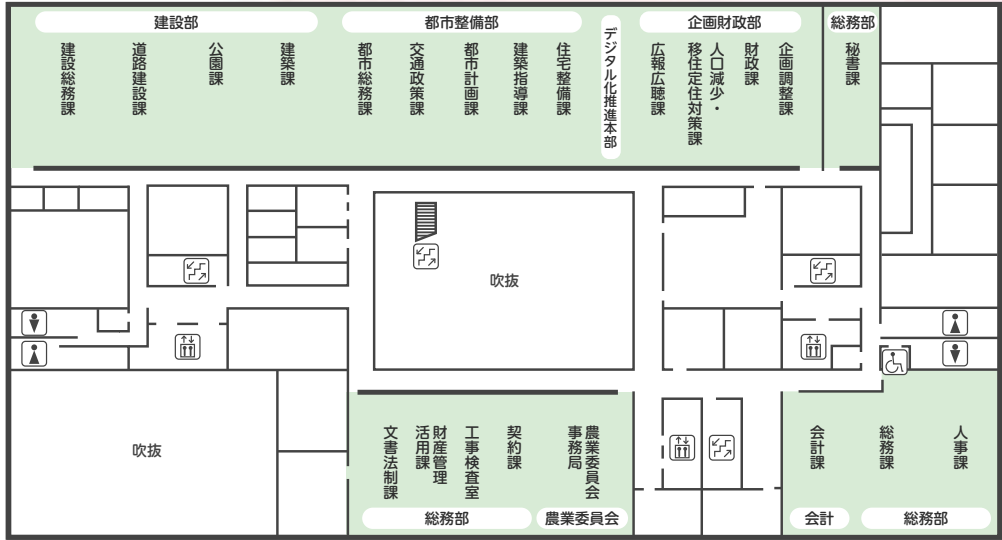 建設部
都市整備部
企画財政部
総務部
建設総務課
道路建設課
公園課
建築課
都市総務課
交通政策課
都市計画課
建築指導課
住宅整備課
デジタル化推進本部
広報広聴課
人口減少・
移住定住対策課
財政課
企画調整課
秘書課
吹抜
吹抜
文書法制課
財産管理
活用課
工事検査室
契約課
農業委員会
事務局
会計課
総務課
人事課
総務部
農業委員会
会計
総務部